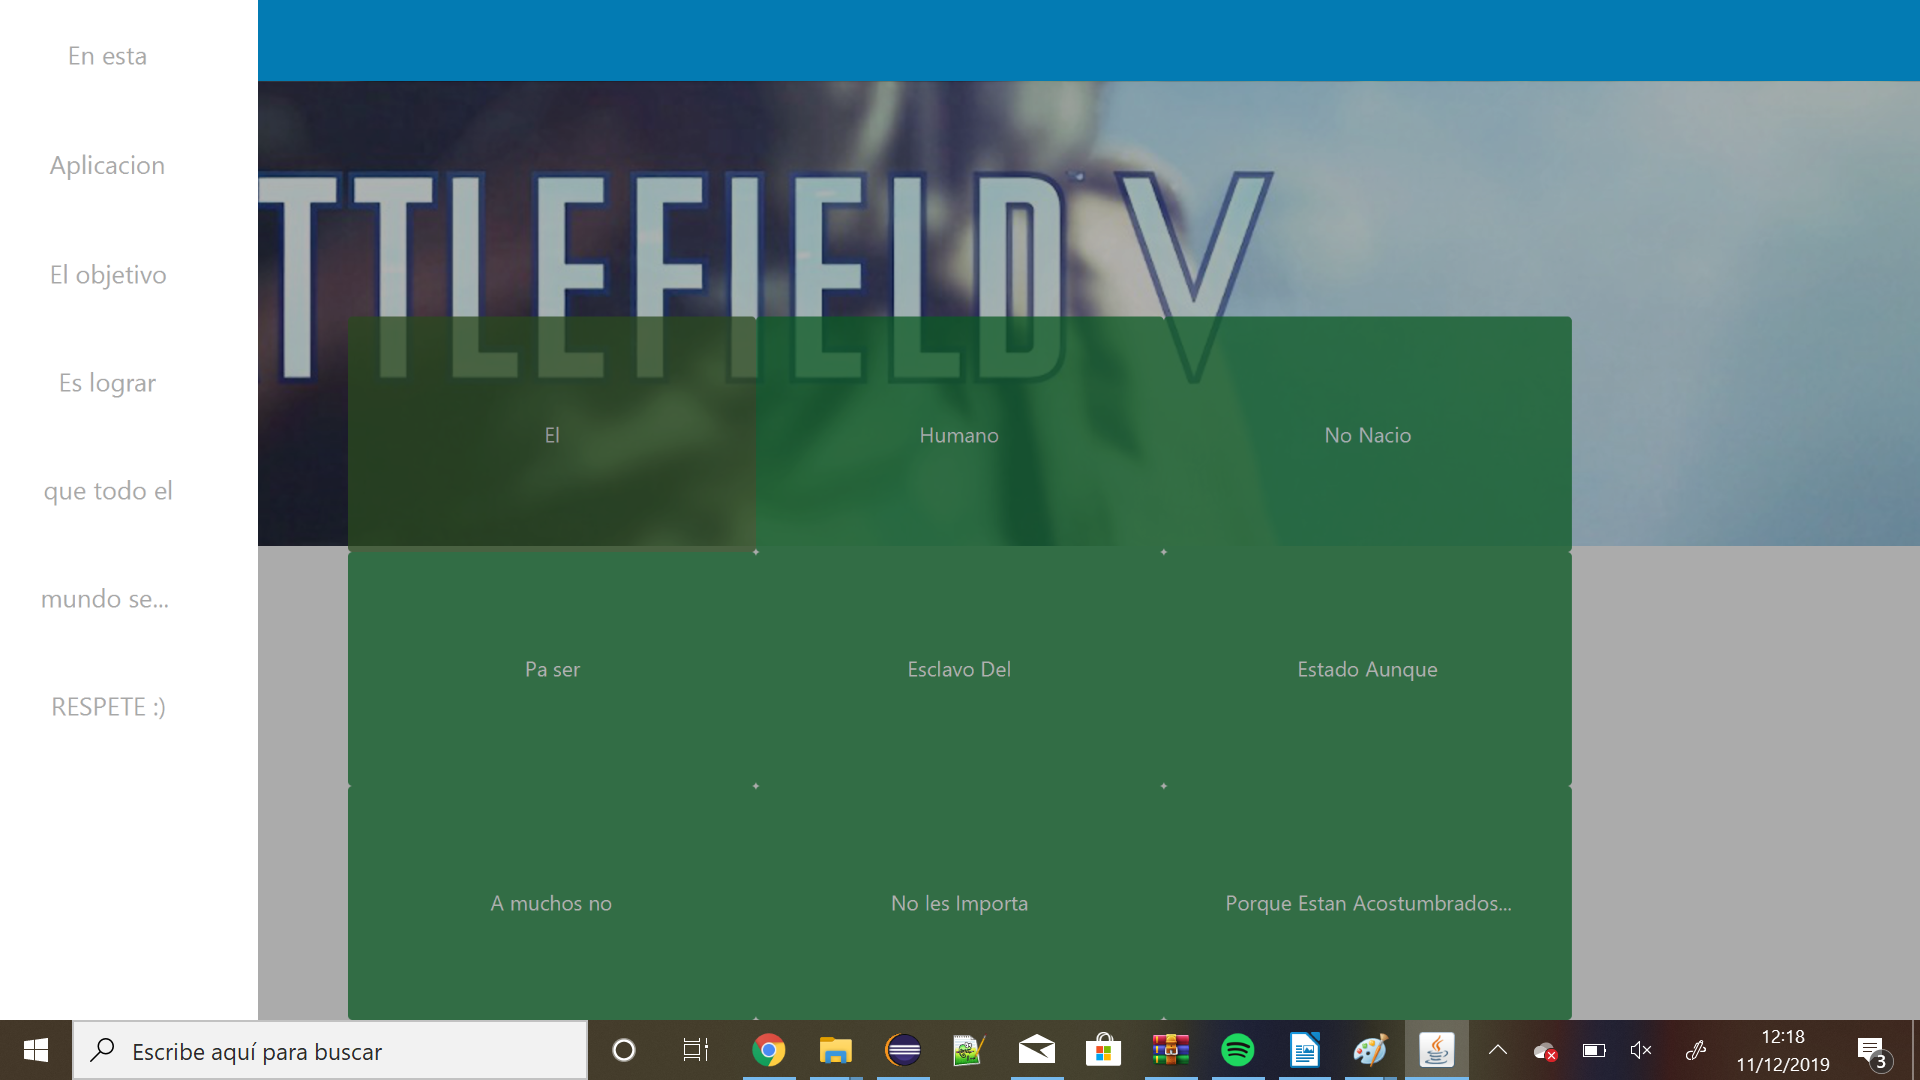 En esta
Aplicacion
El objetivo
Es lograr
que todo el
mundo se...
RESPETE :)
TTLEFIELD V
El
Humano
No Nacio
Pa ser
Esclavo Del
Estado Aunque
A muchos no
No les Importa
Porque Estan Acostumbrados...
Escribe aquí para buscar
12:18
11/12/2019
3